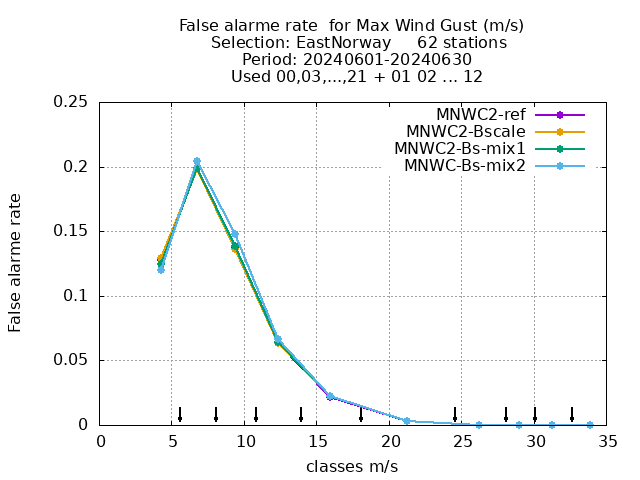 False alarme rate  for Max Wind Gust (m/s)
Selection: EastNorway     62 stations
Period: 20240601-20240630
Used 00,03,...,21 + 01 02 ... 12
MNWC2-ref
MNWC2-Bscale
MNWC2-Bs-mix1
MNWC-Bs-mix2
False alarme rate
0.25
0.2
0.15
0.1
0.05
0
0 5 10 15 20 25 30 35
classes m/s